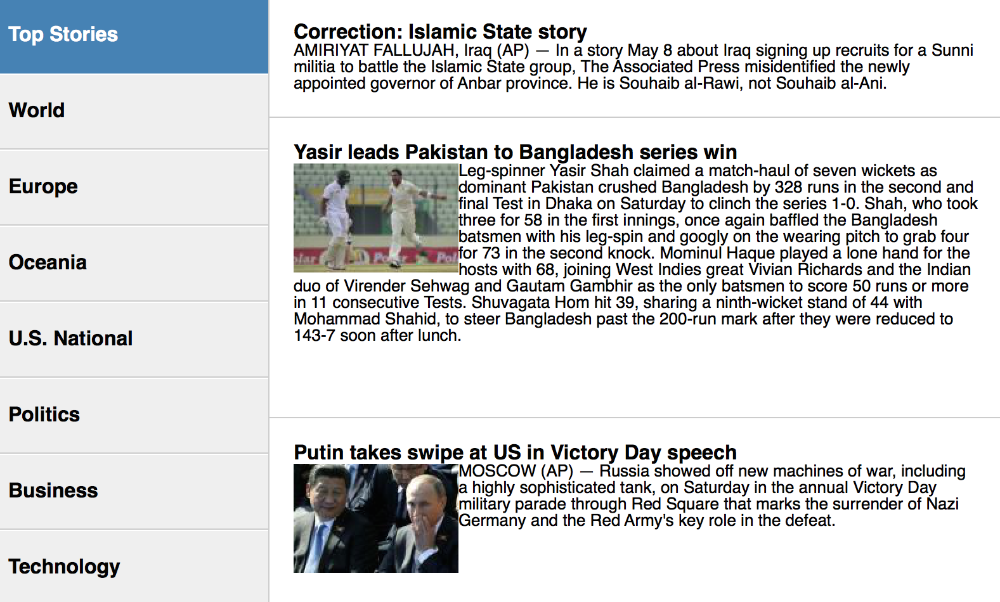 Top Stories
World
Europe
Oceania
U.S. National
Politics
Business
Technology
Correction: Islamic State story
AMIRIYAT FALLUJAH, Iraq (AP) — In a story May 8 about Iraq signing up recruits for a Sunni
militia to battle the Islamic State group, The Associated Press misidentified the newly
appointed governor of Anbar province. He is Souhaib al-Rawi, not Souhaib al-Ani.
Yasir leads Pakistan to Bangladesh series win
Leg-spinner Yasir Shah claimed a match-haul of seven wickets as
dominant Pakistan crushed Bangladesh by 328 runs in the second and
final Test in Dhaka on Saturday to clinch the series 1-0. Shah, who took
three for 58 in the first innings, once again baffled the Bangladesh
batsmen with his leg-spin and googly on the wearing pitch to grab four
for 73 in the second knock. Mominul Haque played a lone hand for the
hosts with 68, joining West Indies great Vivian Richards and the Indian
duo of Virender Sehwag and Gautam Gambhir as the only batsmen to score 50 runs or more
in 11 consecutive Tests. Shuvagata Hom hit 39, sharing a ninth-wicket stand of 44 with
Mohammad Shahid, to steer Bangladesh past the 200-run mark after they were reduced to
143-7 soon after lunch.
Putin takes swipe at US in Victory Day speech
MOSCOW (AP) — Russia showed off new machines of war, including
a highly sophisticated tank, on Saturday in the annual Victory Day
military parade through Red Square that marks the surrender of Nazi
Germany and the Red Army's key role in the defeat.